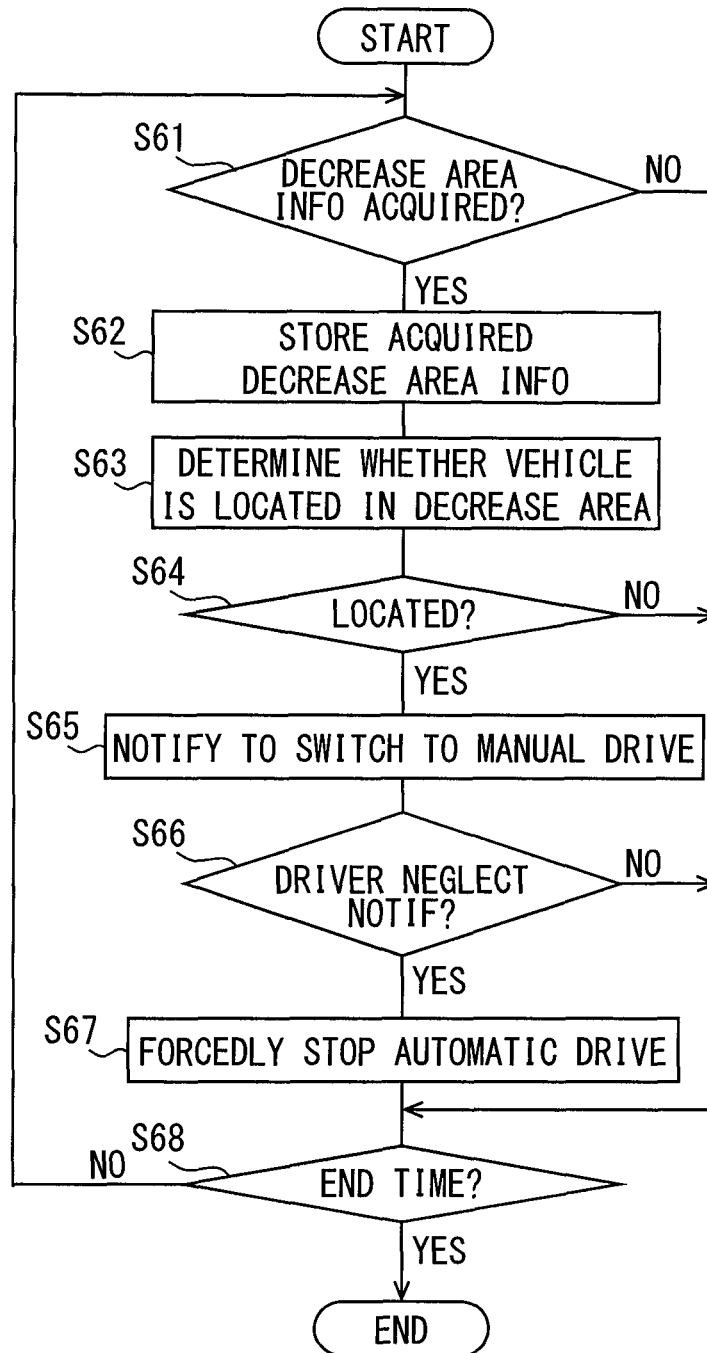 START
S61
DECREASE AREA
INFO ACQUIRED?
NO
YES
S62
STORE ACQUIRED
DECREASE AREA INFO
S63
DETERMINE WHETHER VEHICLE
IS LOCATED IN DECREASE AREA
S64
LOCATED?
NO
YES
S65
NOTIFY TO SWITCH TO MANUAL DRIVE
S66
DRIVER NEGLECT
NOTIF?
NO
YES
S67
FORCEDLY STOP AUTOMATIC DRIVE
S68
NO
END TIME?
YES
END